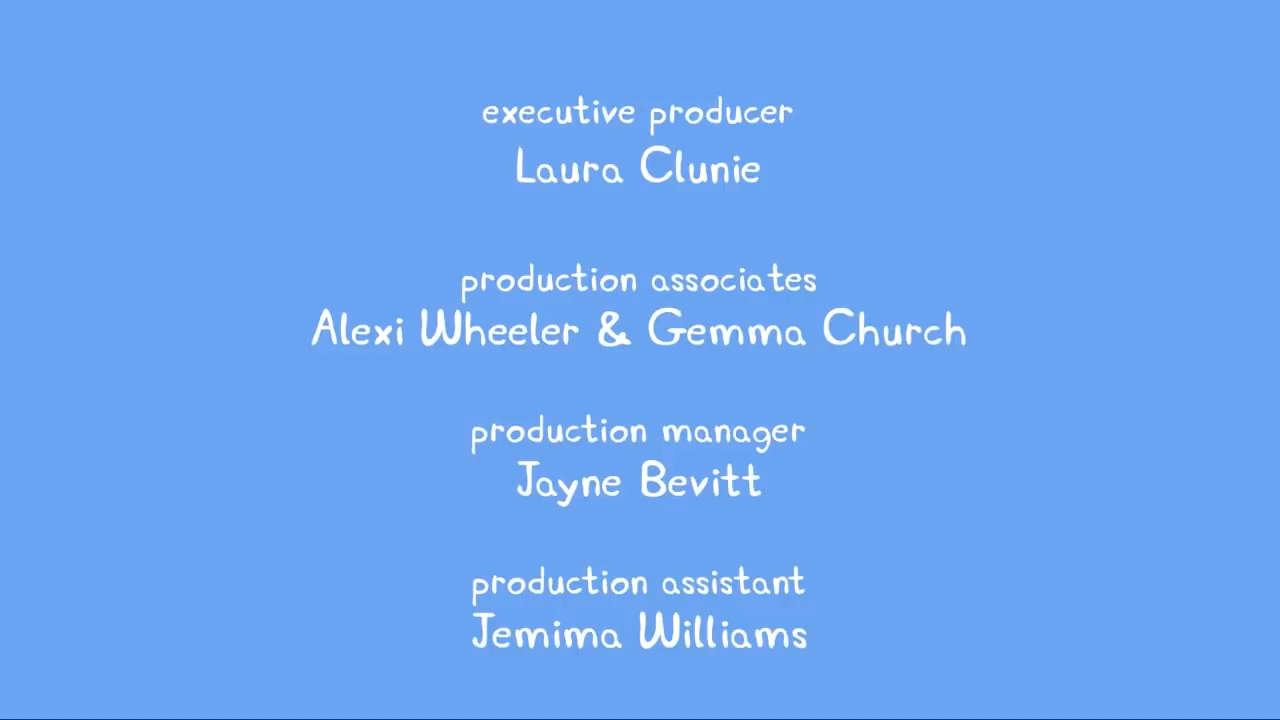 executive producer
Laura Clunie
production associates
Alexi Wheeler & Gemma Church
production manager
Jayne Bevitt
production assistant
Jemima Williams